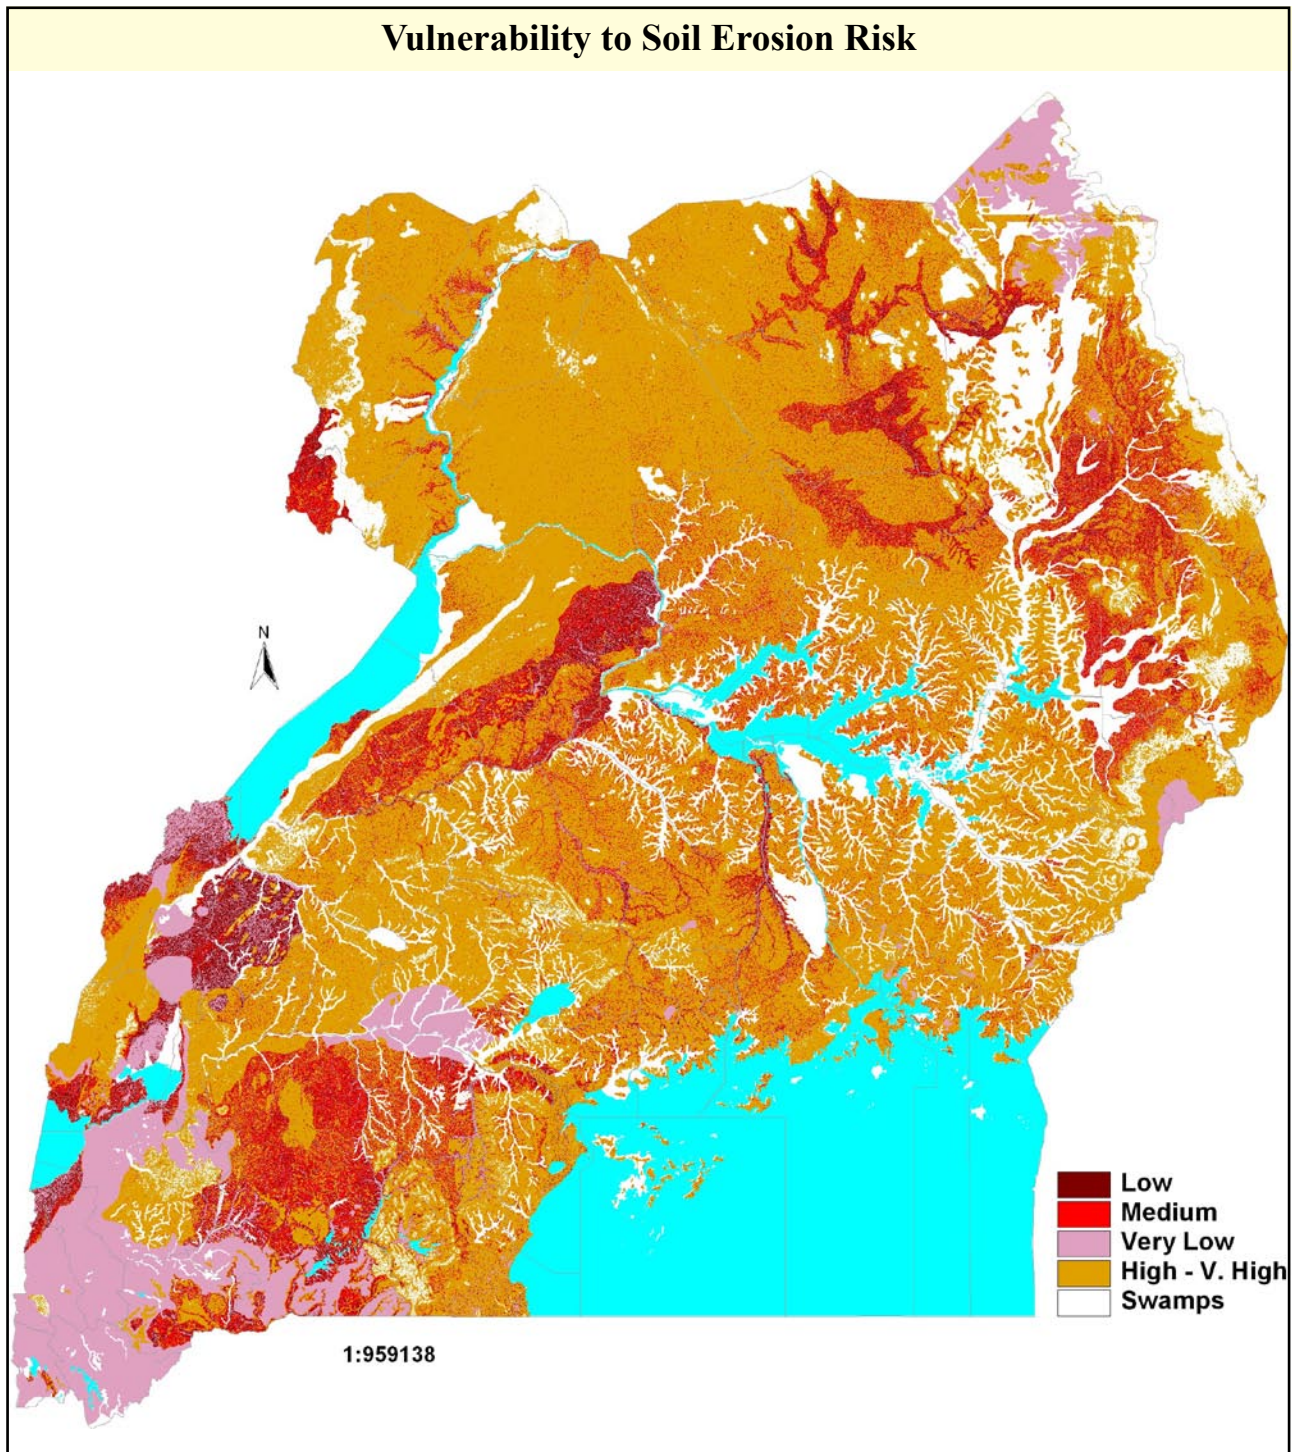 Vulnerability to Soil Erosion Risk
N
Low
Medium
Very Low
High - V. High
Swamps
1:959138